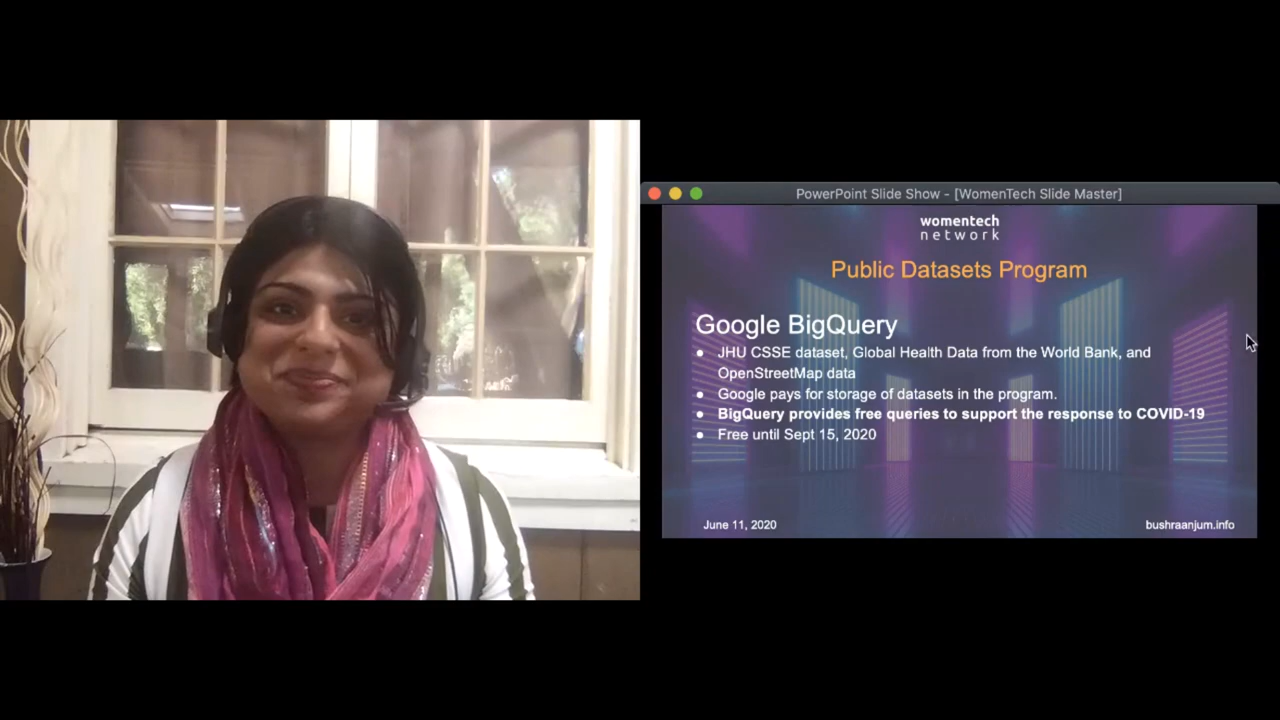 PowerPoint Slide Show - [WomenTech Slide Master]
womentech
network
Public Datasets Program
Google BigQuery
● JHU CSSE dataset, Global Health Data from the World Bank, and
OpenStreetMap data
● Google pays for storage of datasets in the program.
● BigQuery provides free queries to support the response to COVID-19
● Free until Sept 15, 2020
June 11, 2020
bushraanjum.info